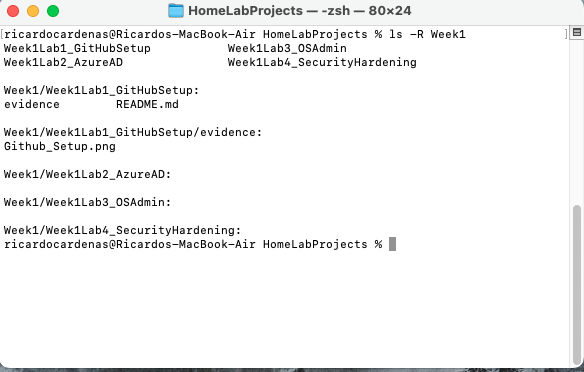 HomeLabProjects — -zsh — 80×24
[ricardocardenas@Ricardos-MacBook-Air HomeLabProjects % ls -R Week1 ]
Week1Lab1_GitHubSetup Week1Lab3_OSAdmin
Week1Lab2_AzureAD Week1Lab4_SecurityHardening
Week1/Week1Lab1_GitHubSetup:
evidence README.md
Week1/Week1Lab1_GitHubSetup/evidence:
Github_Setup.png
Week1/Week1Lab2_AzureAD:
Week1/Week1Lab3_OSAdmin:
Week1/Week1Lab4_SecurityHardening:
ricardocardenas@Ricardos-MacBook-Air HomeLabProjects %